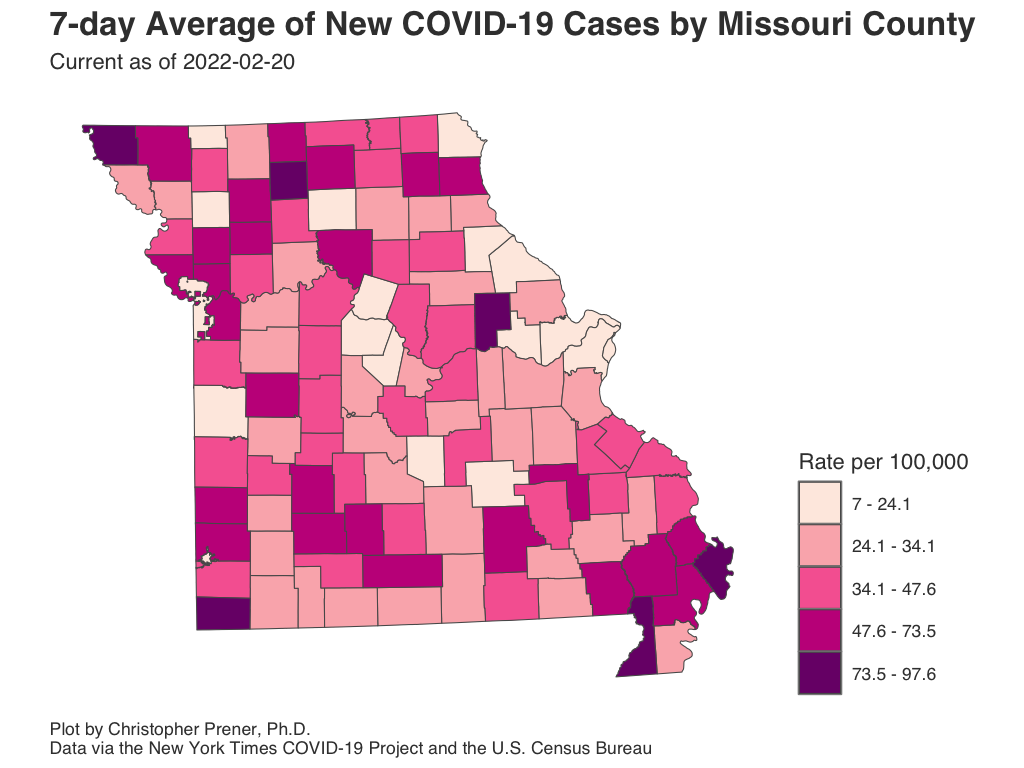 7-day Average of New COVID-19 Cases by Missouri County
Current as of 2022-02-20
Rate per 100,000
7 - 24.1
24.1 - 34.1
34.1 - 47.6
47.6 - 73.5
73.5 - 97.6
Plot by Christopher Prener, Ph.D.
Data via the New York Times COVID-19 Project and the U.S. Census Bureau